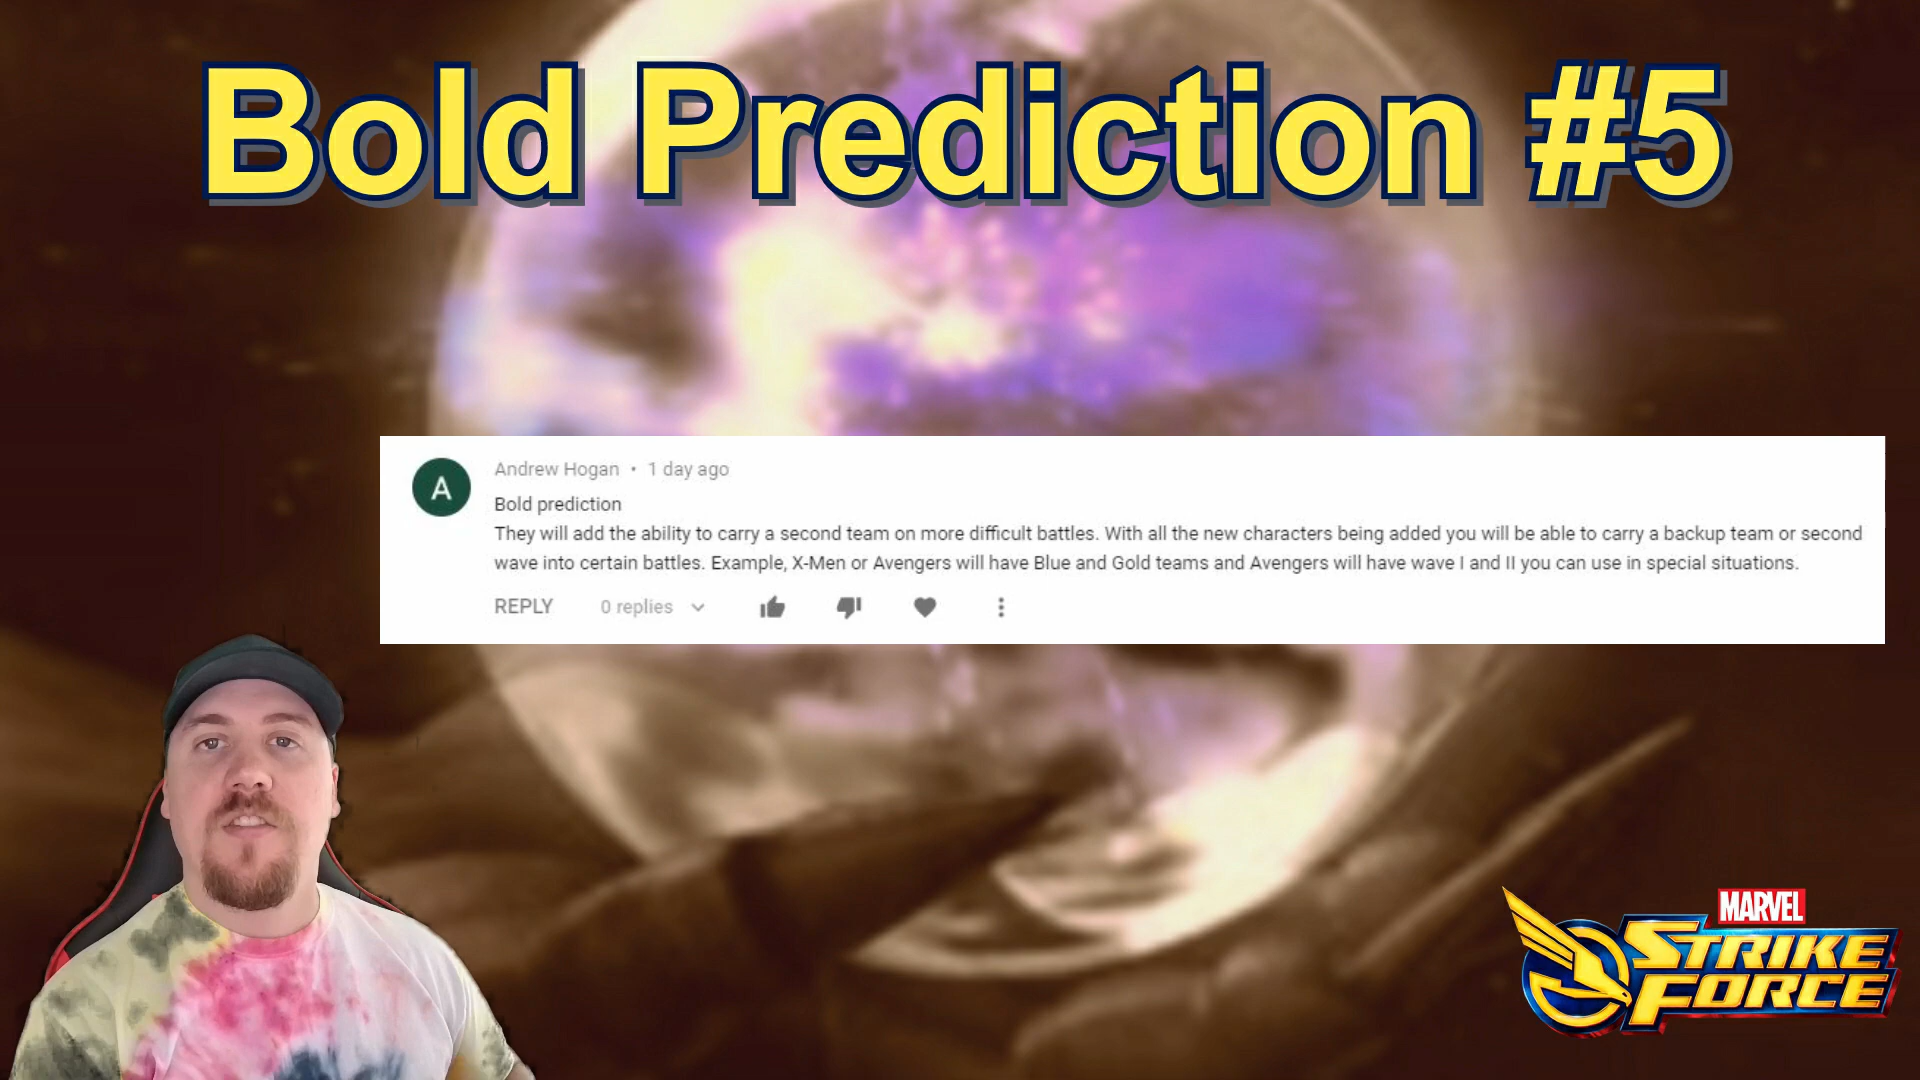 Bold Prediction #5
A
Andrew Hogan • 1 day ago
Bold prediction
They will add the ability to carry a second team on more difficult battles. With all the new characters being added you will be able to carry a backup team or second
wave into certain battles. Example, X-Men or Avengers will have Blue and Gold teams and Avengers will have wave I and II you can use in special situations.
REPLY 0 replies
MARVEL
STRIKE
FORCE